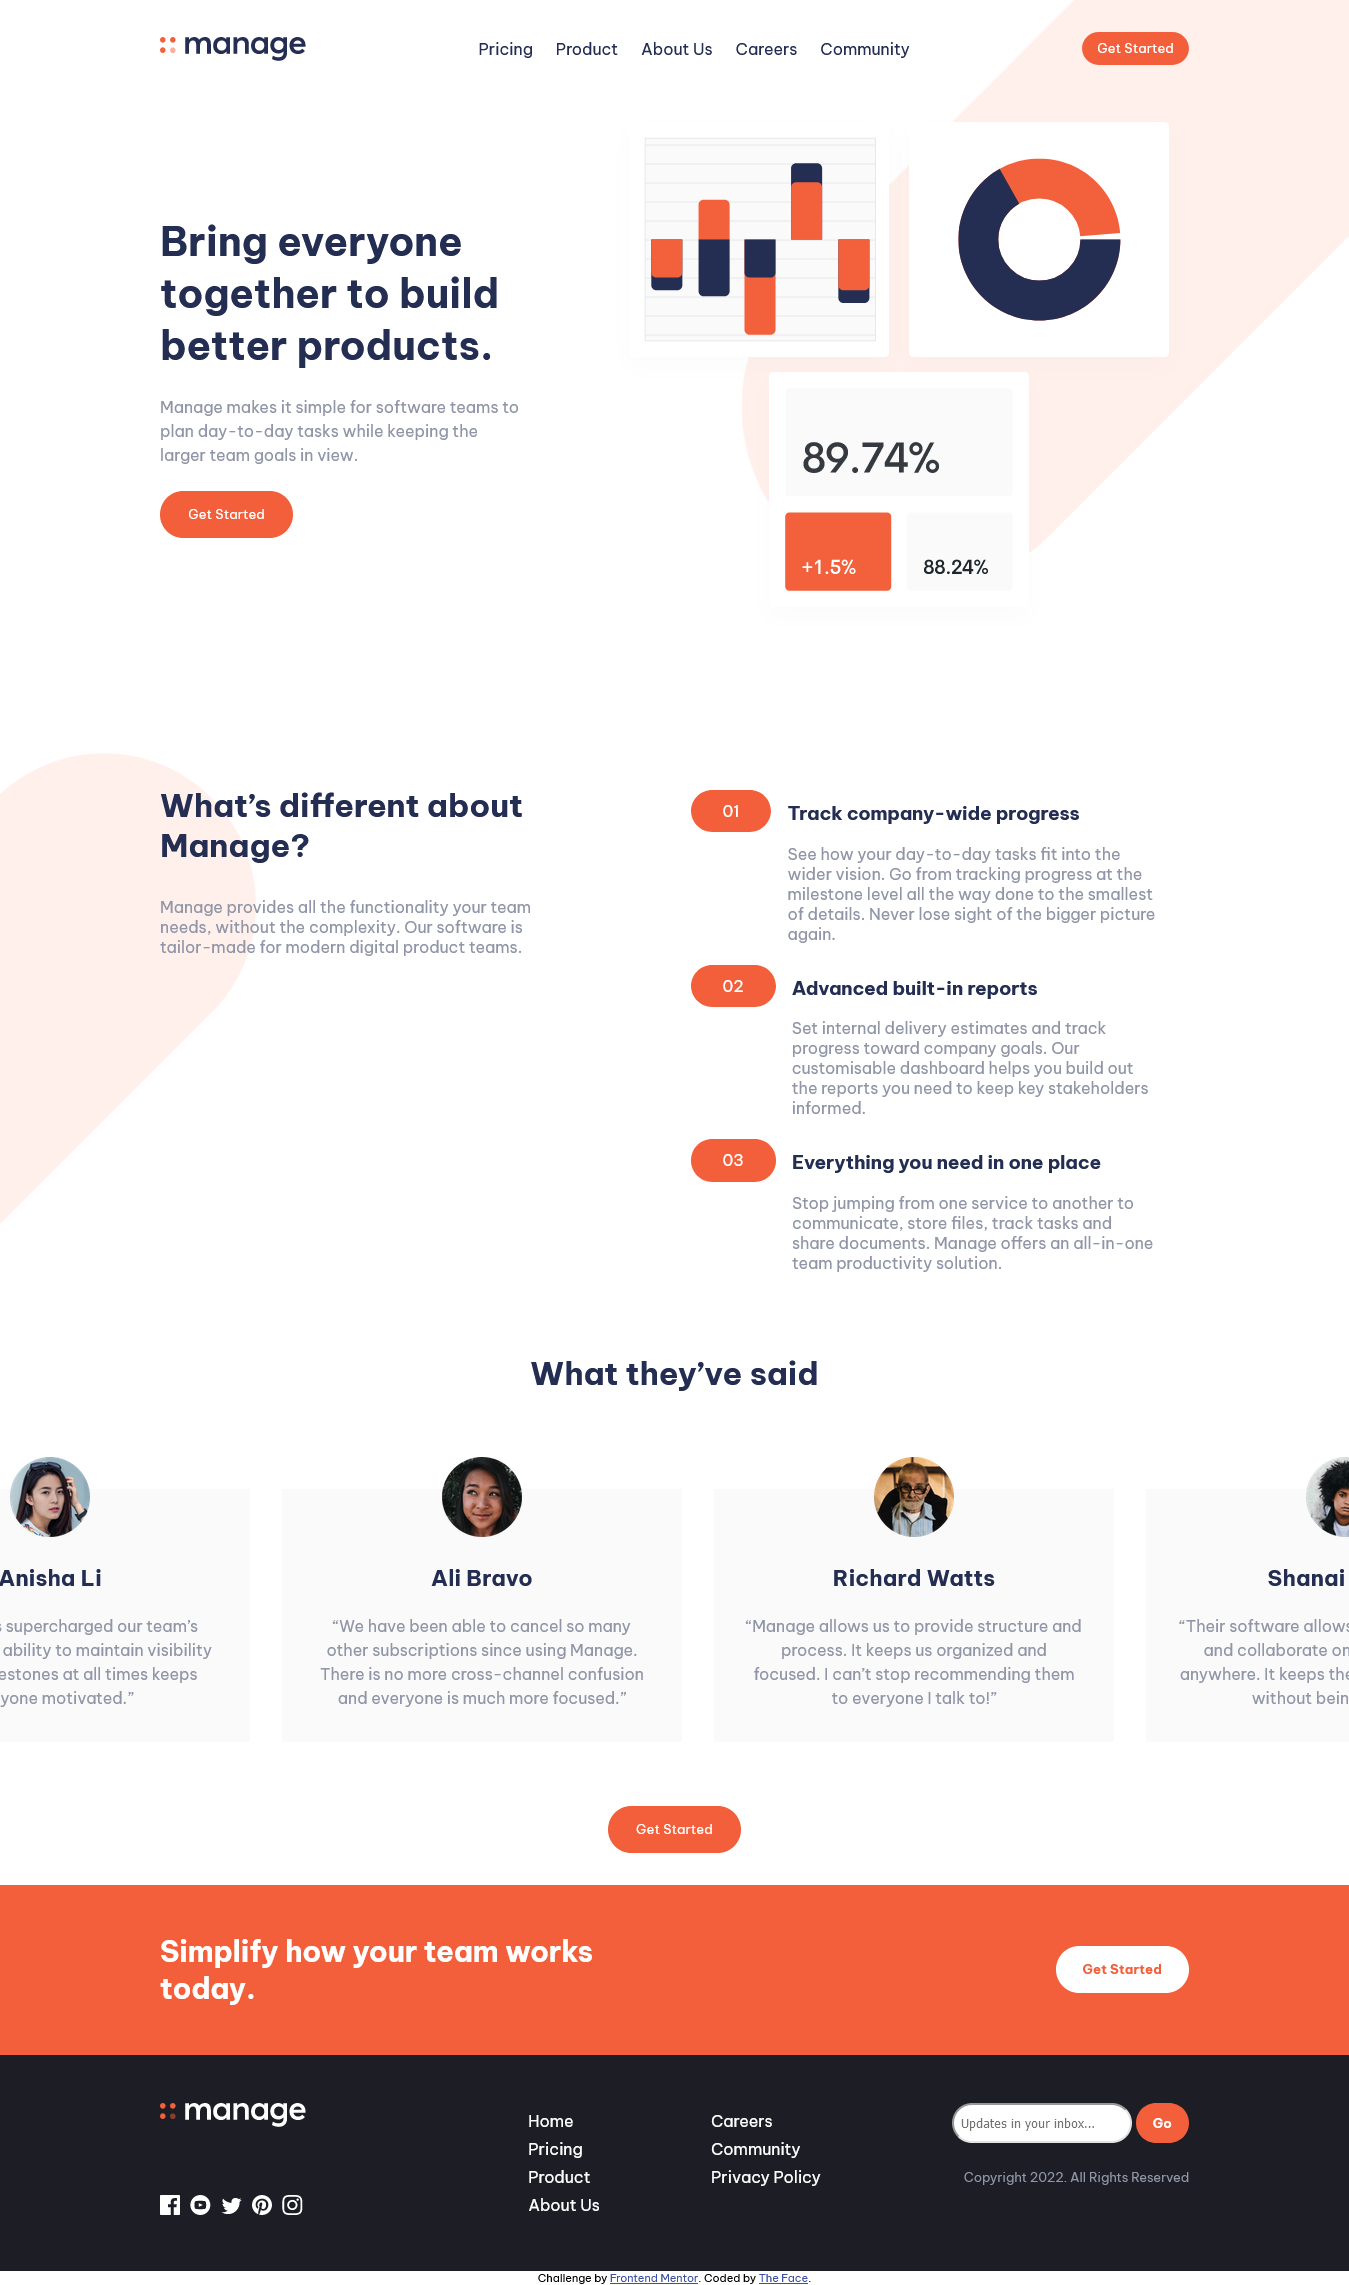 manage
Pricing Product About Us Careers Community
Get Started
Bring everyone
together to build
better products.
Manage makes it simple for software teams to
plan day-to-day tasks while keeping the
larger team goals in view.
Get Started
89.74%
+1.5%
88.24%
What’s different about
Manage?
Manage provides all the functionality your team
needs, without the complexity. Our software is
tailor-made for modern digital product teams.
01
Track company-wide progress
See how your day-to-day tasks fit into the
wider vision. Go from tracking progress at the
milestone level all the way done to the smallest
of details. Never lose sight of the bigger picture
again.
02
Advanced built-in reports
Set internal delivery estimates and track
progress toward company goals. Our
customisable dashboard helps you build out
the reports you need to keep key stakeholders
informed.
03
Everything you need in one place
Stop jumping from one service to another to
communicate, store files, track tasks and
share documents. Manage offers an all-in-one
team productivity solution.
What they’ve said
Anisha Li
s supercharged our team’s
ability to maintain visibility
estones at all times keeps
yone motivated.”
Ali Bravo
“We have been able to cancel so many
other subscriptions since using Manage.
There is no more cross-channel confusion
and everyone is much more focused.”
Richard Watts
“Manage allows us to provide structure and
process. It keeps us organized and
focused. I can’t stop recommending them
to everyone I talk to!”
Shanai
“Their software allows
and collaborate on
anywhere. It keeps the
without bein
Get Started
Simplify how your team works
today.
Get Started
manage
Home
Pricing
Product
About Us
Careers
Community
Privacy Policy
Updates in your inbox...
Go
Copyright 2022. All Rights Reserved
Challenge by Frontend Mentor. Coded by The Face.